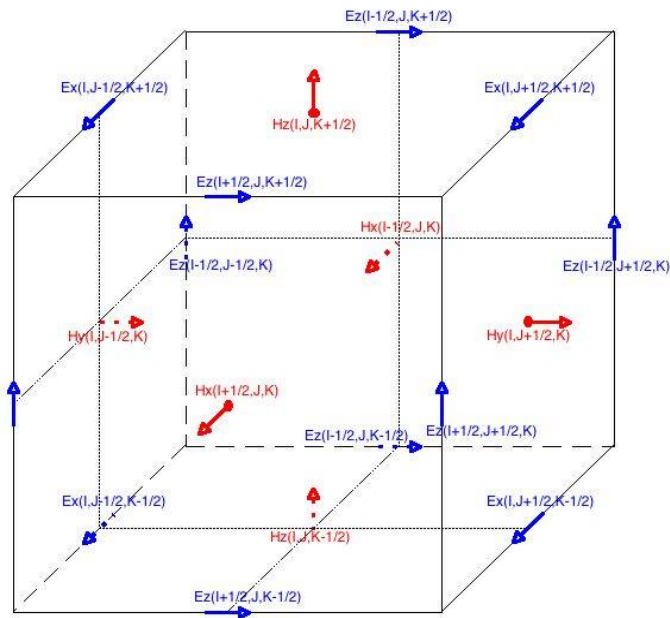 Ez(I-1/2,J,K+1/2)
Ex(I,J-1/2,K+1/2)
Ex(I,J+1/2,K+1/2)
Hz(I,J,K+1/2)
Ez(I+1/2,J,K+1/2)
Hx(I-1/2,J,K)
Ez(I-1/2,J-1/2,K)
Ez(I-1/2,J+1/2,K)
Hy(I,J-1/2,K)
Hy(I,J+1/2,K)
Hx(I+1/2,J,K)
Ez(I-1/2,J,K-1/2)
Ez(I+1/2,J+1/2,K)
Ex(I,J-1/2,K-1/2)
Ex(I,J+1/2,K-1/2)
Hz(I,J,K-1/2)
Ez(I+1/2,J,K-1/2)